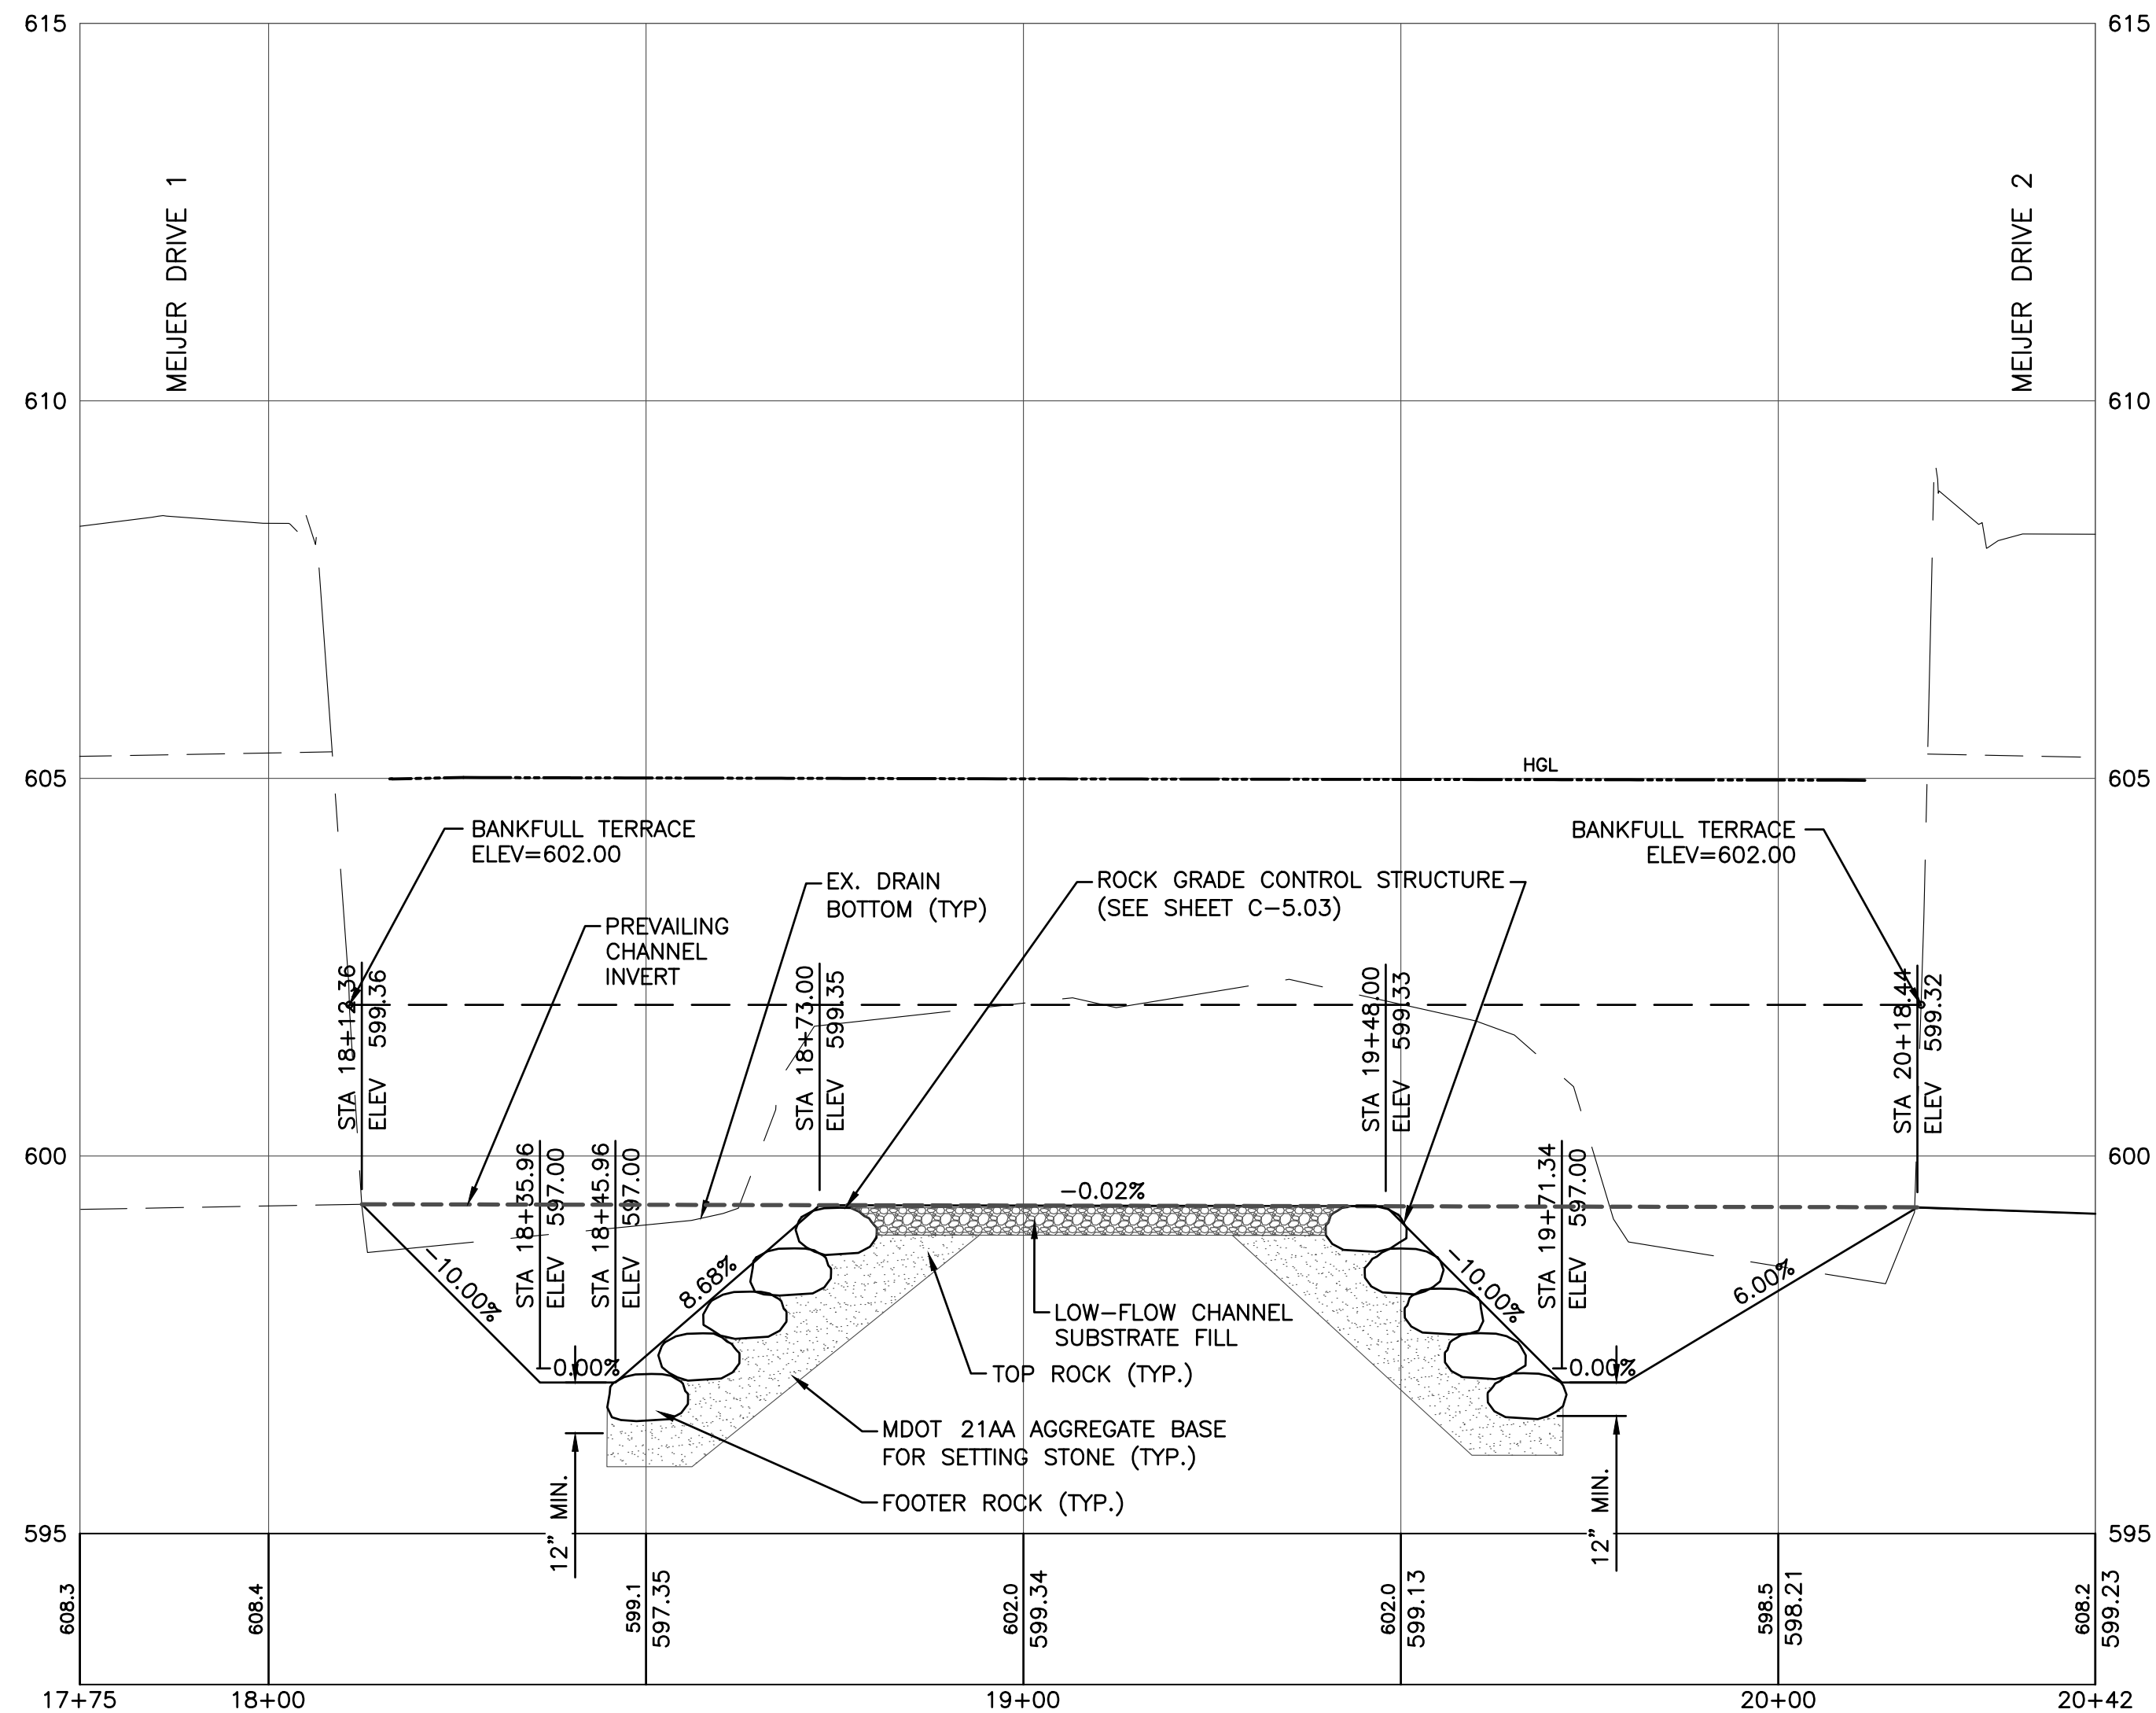 615
615
MEIJER DRIVE 1
MEIJER DRIVE 2
610
610
605
605
HGL
BANKFULL TERRACE
ELEV=602.00
BANKFULL TERRACE
ELEV=602.00
EX. DRAIN
BOTTOM (TYP)
ROCK GRADE CONTROL STRUCTURE
(SEE SHEET C-5.03)
PREVAILING
CHANNEL
INVERT
STA 18+12.36
ELEV 599.36
STA 18+73.00
ELEV 599.35
STA 19+48.00
ELEV 599.33
STA 20+18.44
ELEV 599.32
600
600
STA 18+35.96
ELEV 597.00
STA 18+45.96
ELEV 597.00
STA 19+71.34
ELEV 597.00
-0.02%
-10.00%
8.68%
-10.00%
6.00%
0.00%
0.00%
LOW-FLOW CHANNEL
SUBSTRATE FILL
TOP ROCK (TYP.)
MDOT 21AA AGGREGATE BASE
FOR SETTING STONE (TYP.)
FOOTER ROCK (TYP.)
12" MIN.
12" MIN.
595
595
608.3
608.4
599.1
597.35
602.0
599.34
602.0
599.13
598.5
598.21
608.2
599.23
17+75
18+00
19+00
20+00
20+42